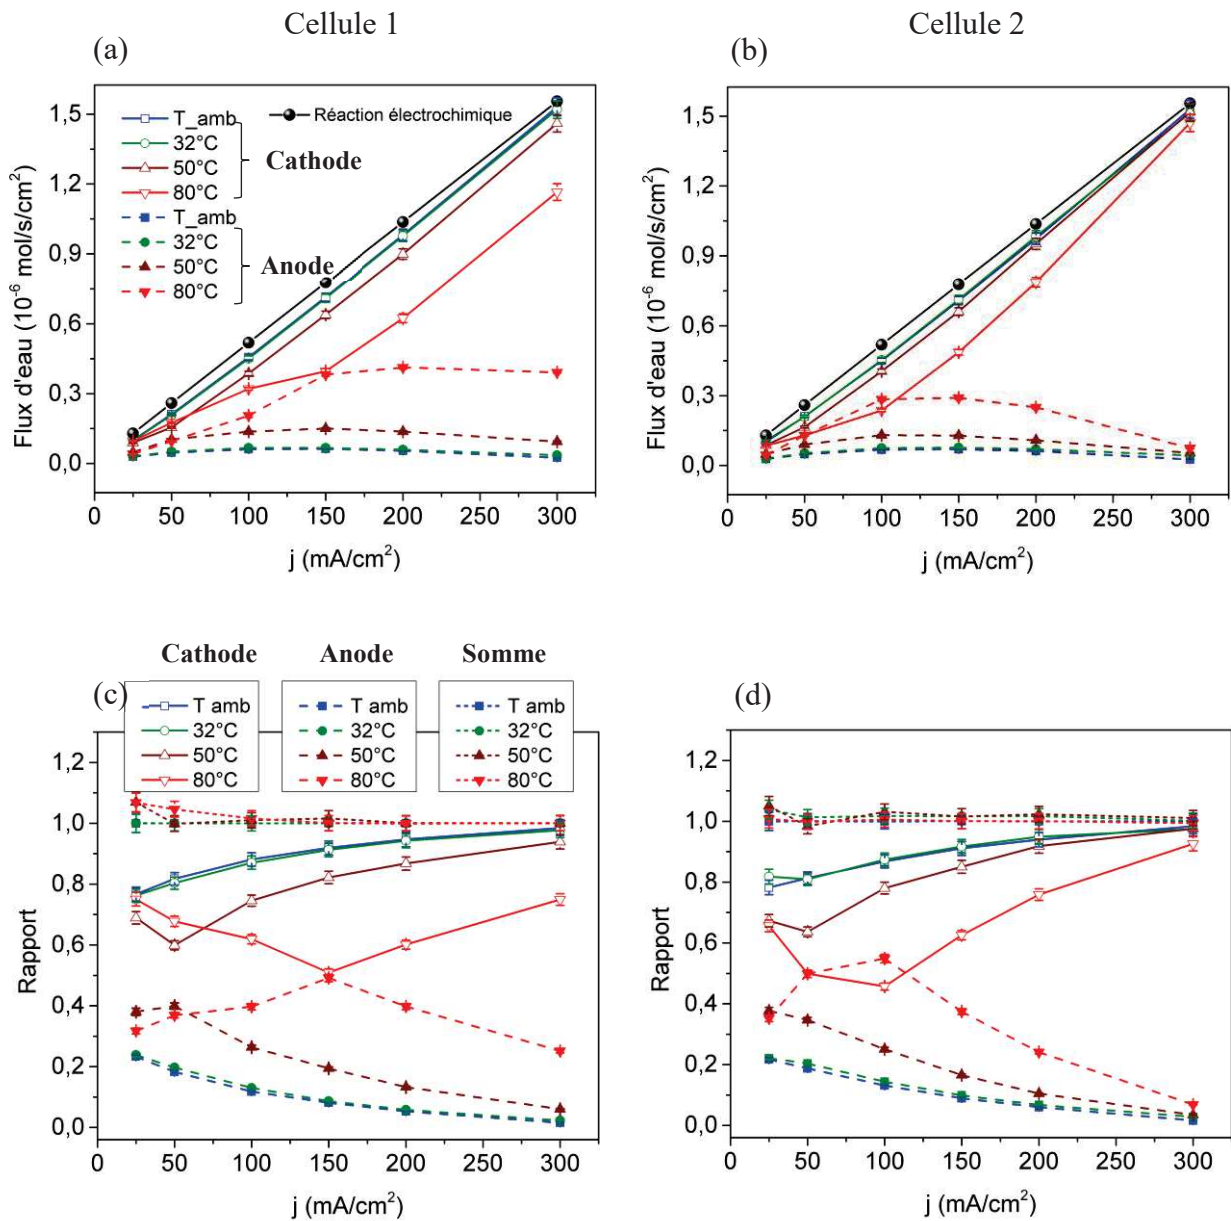 Cellule 1
Cellule 2
(a)
(b)
T_amb
Réaction électrochimique
32°C
50°C
Cathode
80°C
T_amb
32°C
50°C
Anode
80°C
1,5
1,2
0,9
0,6
0,3
0,0
Flux d'eau (10⁻⁶ mol/s/cm²)
0 50 100 150 200 250 300
j (mA/cm²)
1,5
1,2
0,9
0,6
0,3
0,0
Flux d'eau (10⁻⁶ mol/s/cm²)
0 50 100 150 200 250 300
j (mA/cm²)
Cathode Anode Somme
(c)
(d)
T amb T amb T amb
32°C 32°C 32°C
50°C 50°C 50°C
80°C 80°C 80°C
1,2
1,0
0,8
0,6
0,4
0,2
0,0
Rapport
0 50 100 150 200 250 300
j (mA/cm²)
1,2
1,0
0,8
0,6
0,4
0,2
0,0
Rapport
0 50 100 150 200 250 300
j (mA/cm²)